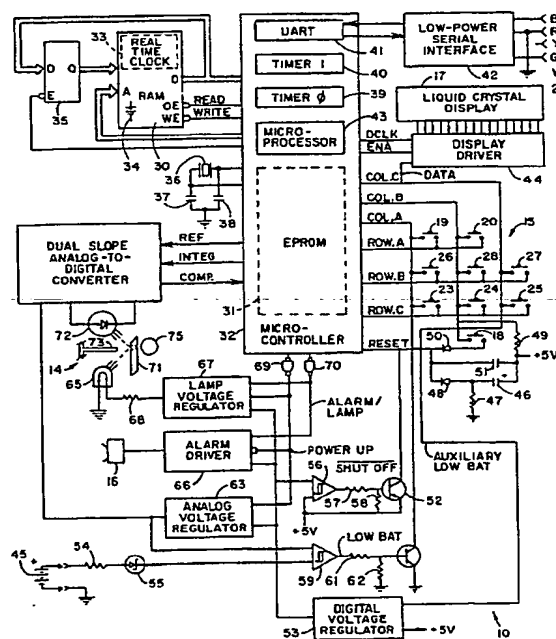 33
REAL TIME CLOCK
D Q
D
A RAM
E
OE READ
WE WRITE
35
34
30
36
37
38
UART
41
TIMER 1
40
TIMER Ø
39
MICRO-
PROCESSOR
43
EPROM
31
32
MICRO-
CONTROLLER
LOW-POWER
SERIAL
INTERFACE
42
B
R
Y
G
17
LIQUID CRYSTAL
DISPLAY
DCLK
ENA
DISPLAY
DRIVER
44
DATA
COL.C
COL.B
COL.A
19
20
15
ROW.A
26
28
27
ROW.B
23
24
25
ROW.C
RESET
50
18
49
+5V
51
48
46
47
DUAL SLOPE
ANALOG-TO-
DIGITAL
CONVERTER
REF
INTEG
COMP.
72
73
75
14
65
71
67
69
70
LAMP
VOLTAGE
REGULATOR
68
ALARM/
LAMP
ALARM
DRIVER
16
66
POWER UP
AUXILIARY
LOW BAT
56
SHUT OFF
57
58
52
+5V
63
ANALOG
VOLTAGE
REGULATOR
LOW BAT
59
61
62
45
+
54
55
53
DIGITAL
VOLTAGE
REGULATOR
+5V
10